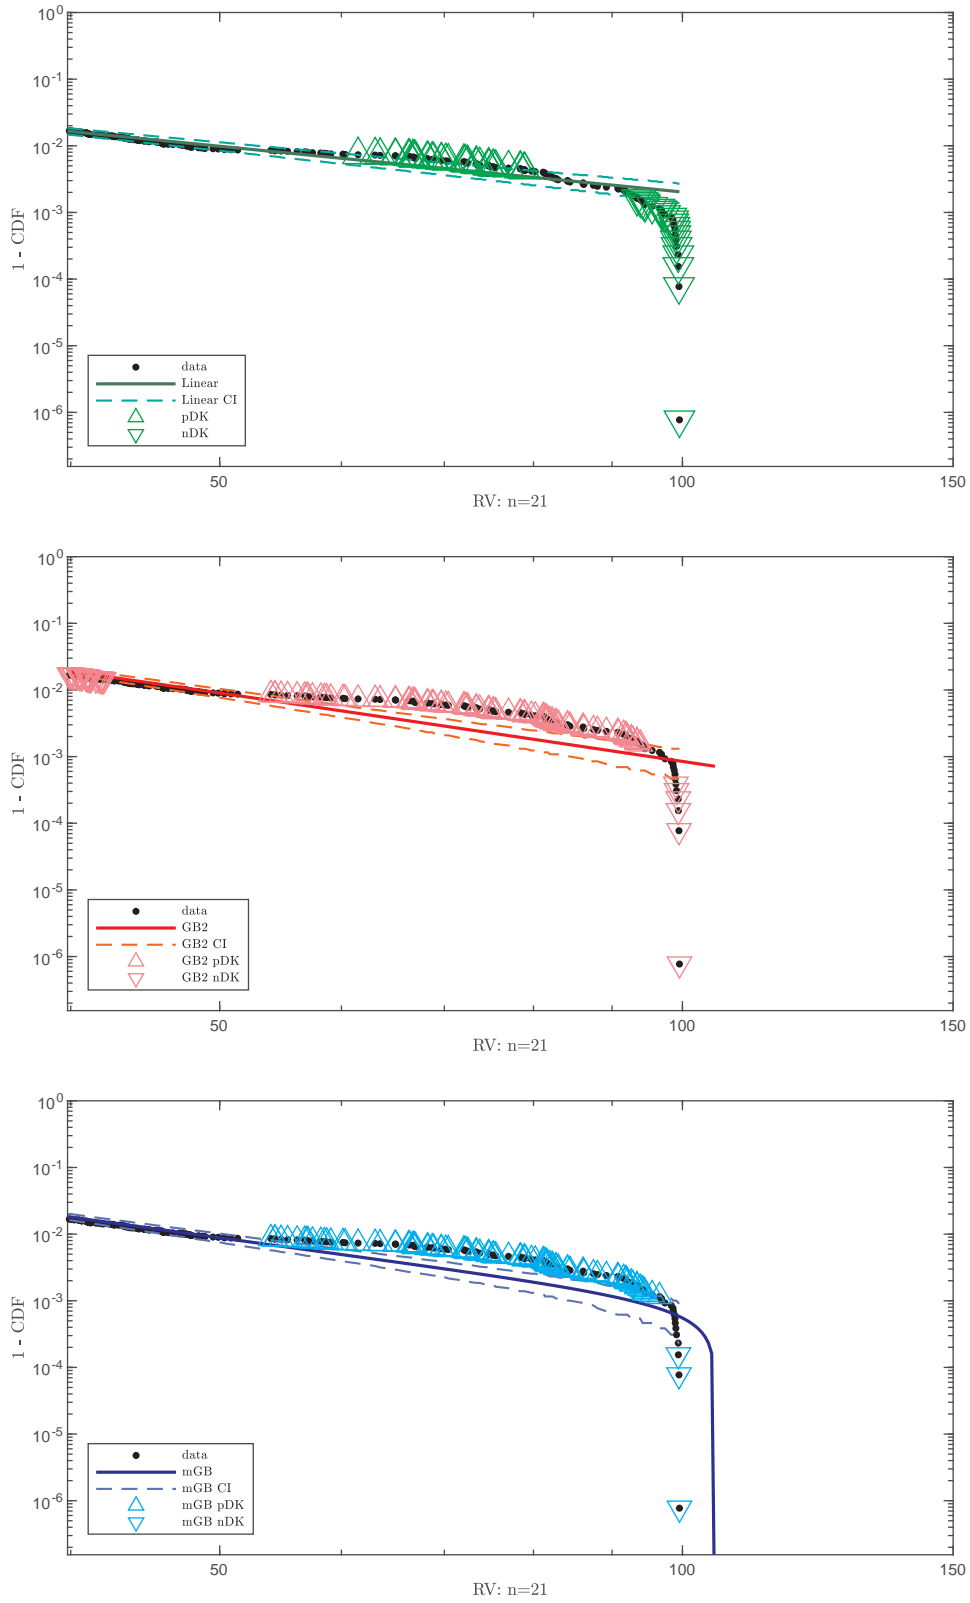 10^0
10^-1
10^-2
10^-3
10^-4
10^-5
10^-6
1 - CDF
data
Linear
Linear CI
pDK
nDK
50 100 150
RV: n=21
10^0
10^-1
10^-2
10^-3
10^-4
10^-5
10^-6
1 - CDF
data
GB2
GB2 CI
GB2 pDK
GB2 nDK
50 100 150
RV: n=21
10^0
10^-1
10^-2
10^-3
10^-4
10^-5
10^-6
1 - CDF
data
mGB
mGB CI
mGB pDK
mGB nDK
50 100 150
RV: n=21